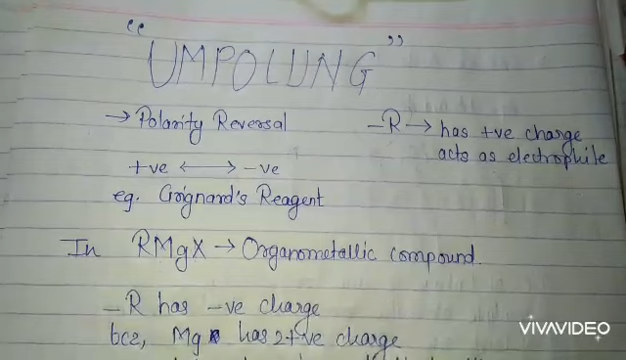 "UMPOLUNG"
→ Polarity Reversal
-R → has +ve charge
acts as electrophile
+ve ⟷ -ve
eg. Grignard's Reagent
In RMgX → Organometallic compound.
-R has -ve charge
bcz, Mg has 2+ve charge
VIVAVIDEO